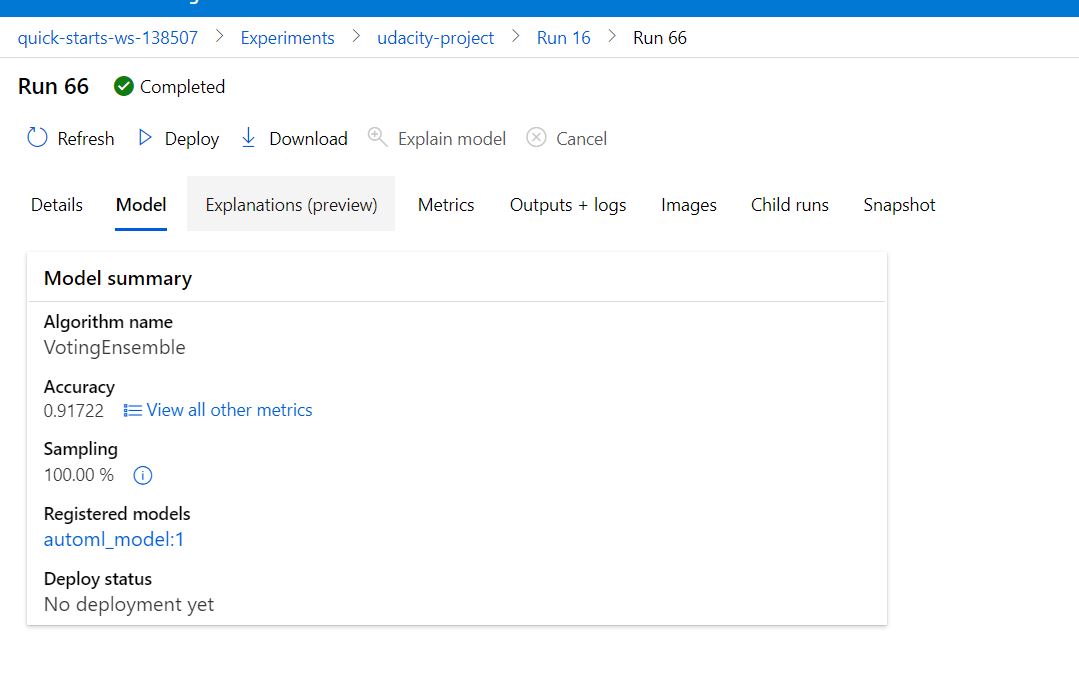 quick-starts-ws-138507 > Experiments > udacity-project > Run 16 > Run 66
Run 66 Completed
Refresh Deploy Download Explain model Cancel
Details Model Explanations (preview) Metrics Outputs + logs Images Child runs Snapshot
Model summary
Algorithm name
VotingEnsemble
Accuracy
0.91722 View all other metrics
Sampling
100.00 %
Registered models
automl_model:1
Deploy status
No deployment yet